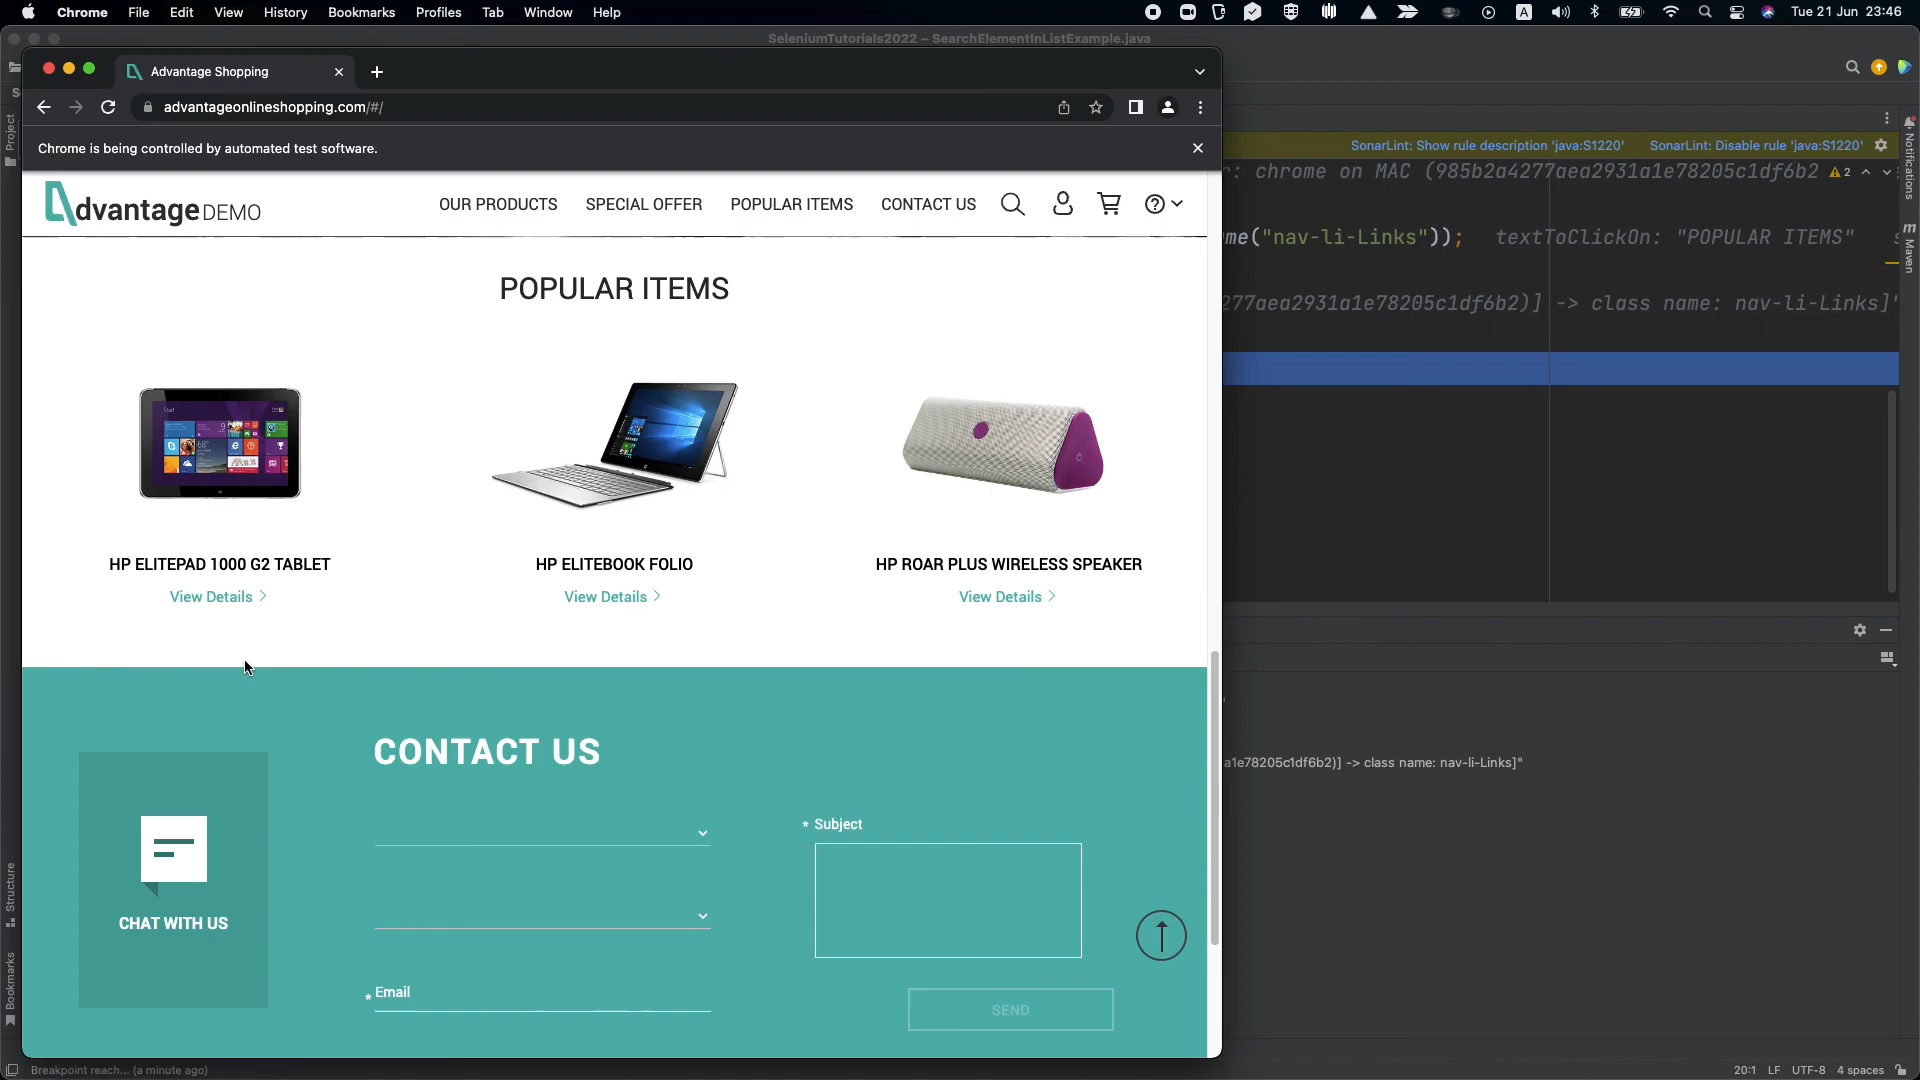 Chrome File Edit View History Bookmarks Profiles Tab Window Help
A
Tue 21 Jun 23:46
SeleniumTutorials2022 – SearchElementInListExample.java
Advantage Shopping
advantageonlineshopping.com/#/
Chrome is being controlled by automated test software.
SonarLint: Show rule description 'java:S1220' SonarLint: Disable rule 'java:S1220'
: chrome on MAC (985b2a4277aea2931a1e78205c1df6b2 2
dvantage DEMO
OUR PRODUCTS SPECIAL OFFER POPULAR ITEMS CONTACT US
me("nav-li-Links")); textToClickOn: "POPULAR ITEMS"
277aea2931a1e78205c1df6b2)] -> class name: nav-li-Links]'
POPULAR ITEMS
HP ELITEPAD 1000 G2 TABLET
View Details
HP ELITEBOOK FOLIO
View Details
HP ROAR PLUS WIRELESS SPEAKER
View Details
CONTACT US
CHAT WITH US
* Subject
* Email
SEND
a1e78205c1df6b2)] -> class name: nav-li-Links]"
Project
Structure
Bookmarks
Notifications
m Maven
Breakpoint reach... (a minute ago)
20:1 LF UTF-8 4 spaces